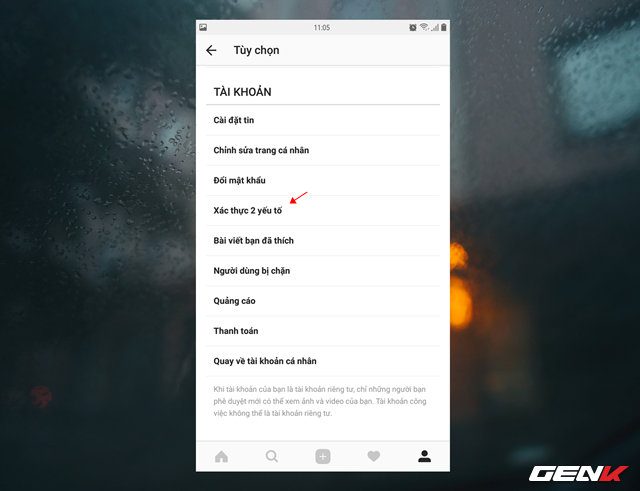 11:05
Tùy chọn
TÀI KHOẢN
Cài đặt tin
Chỉnh sửa trang cá nhân
Đổi mật khẩu
Xác thực 2 yếu tố
Bài viết bạn đã thích
Người dùng bị chặn
Quảng cáo
Thanh toán
Quay về tài khoản cá nhân
Khi tài khoản của bạn là tài khoản riêng tư, chỉ những người bạn
phê duyệt mới có thể xem ảnh và video của bạn. Tài khoản công
việc không thể là tài khoản riêng tư.
GENK